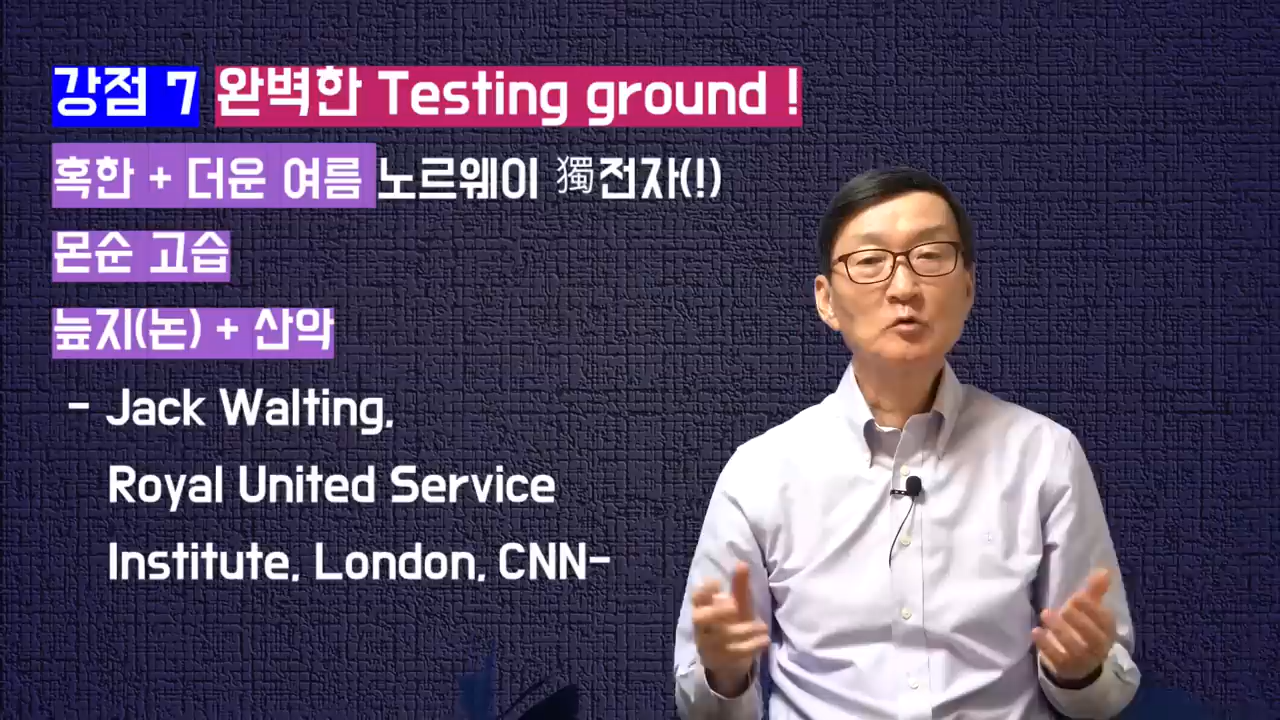 강점 7 완벽한 Testing ground !
혹한 + 더운 여름 노르웨이 獨전자(!)
몬순 고습
늪지(논) + 산악
- Jack Walting,
Royal United Service
Institute, London, CNN-